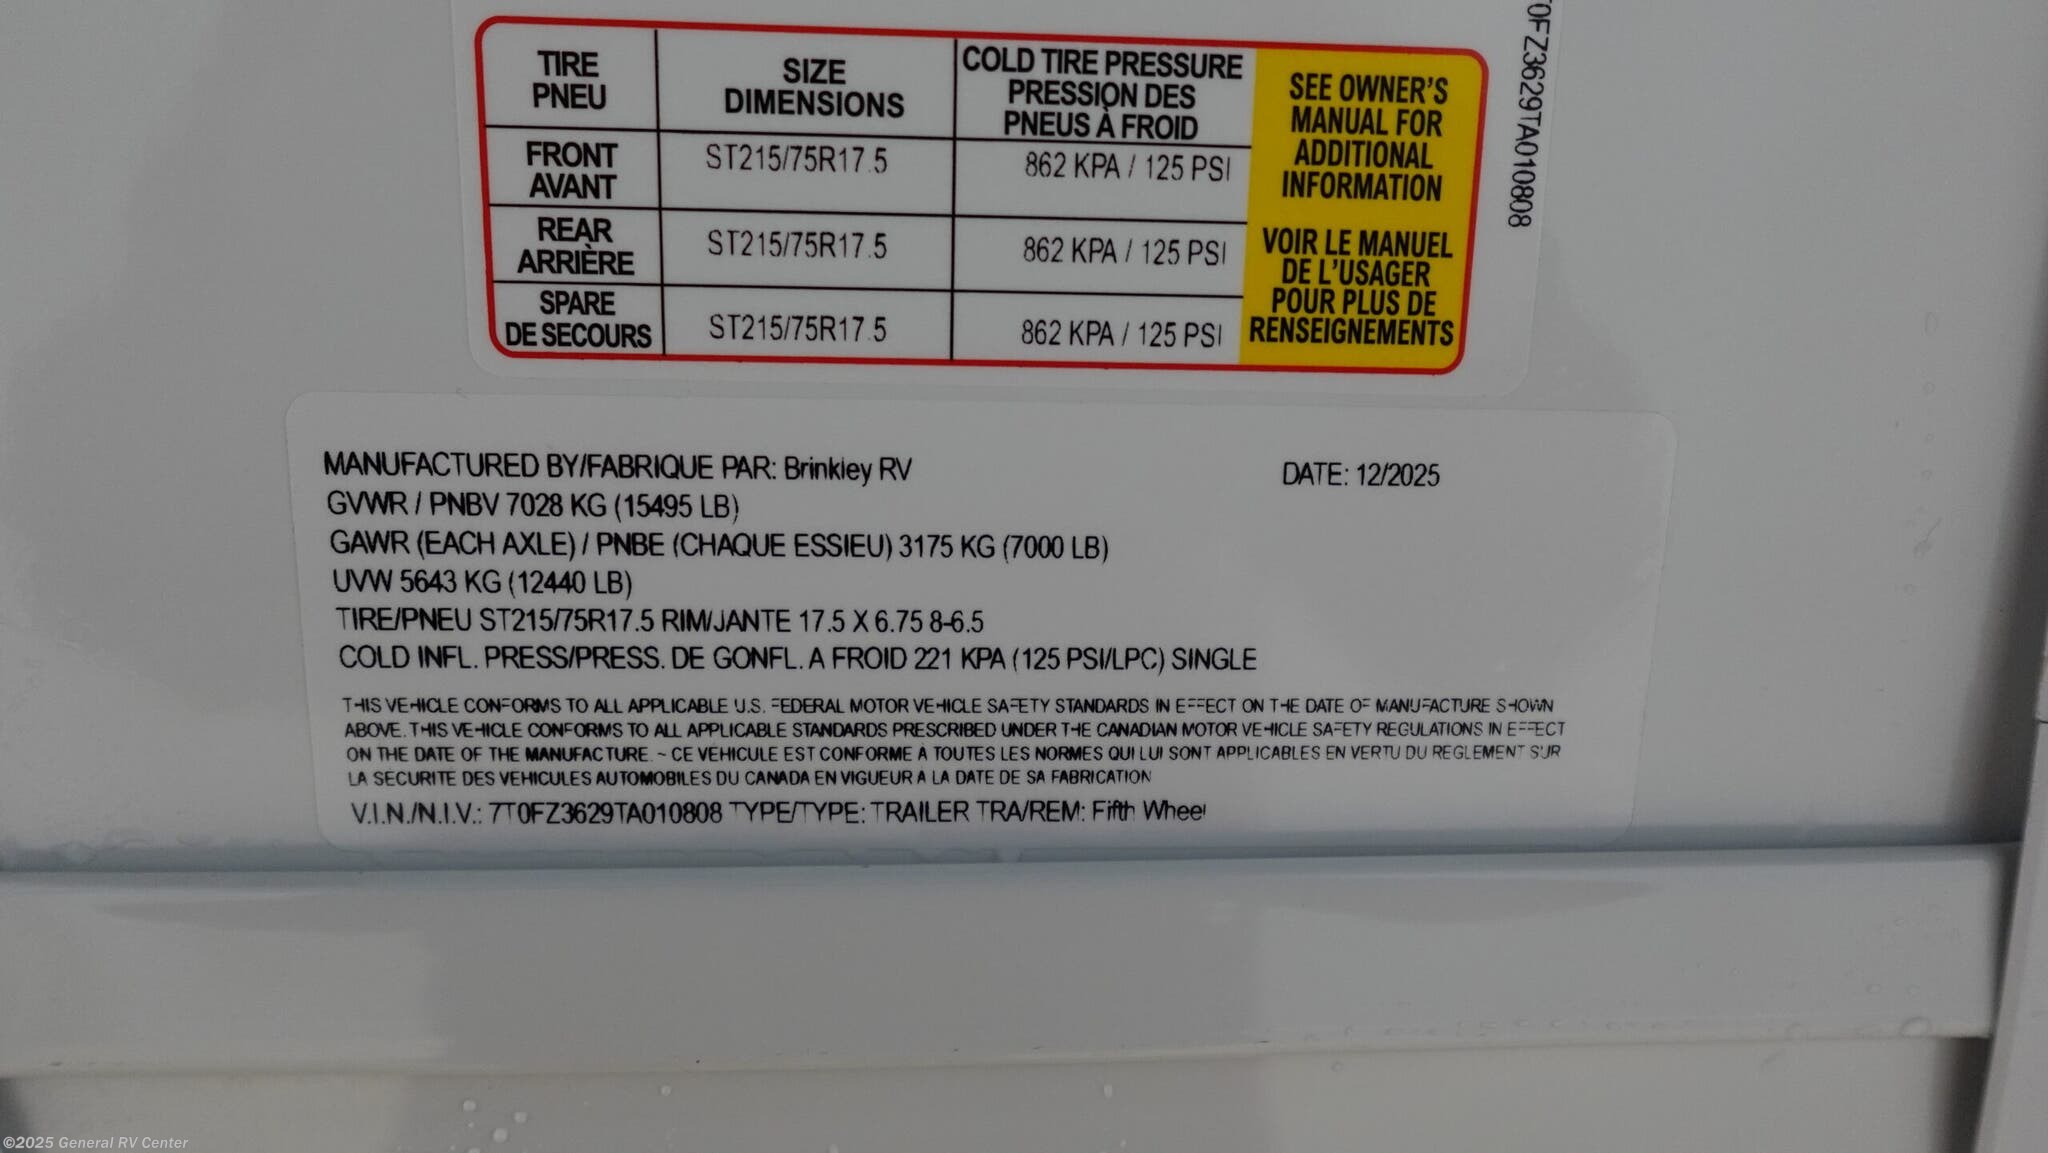 TIRE
PNEU
SIZE
DIMENSIONS
COLD TIRE PRESSURE
PRESSION DES
PNEUS À FROID
FRONT
AVANT
ST215/75R17.5
862 KPA / 125 PSI
REAR
ARRIÈRE
ST215/75R17.5
862 KPA / 125 PSI
SPARE
DE SECOURS
ST215/75R17.5
862 KPA / 125 PSI
SEE OWNER'S
MANUAL FOR
ADDITIONAL
INFORMATION
VOIR LE MANUEL
DE L'USAGER
POUR PLUS DE
RENSEIGNEMENTS
T0FZ3629TA010808
MANUFACTURED BY/FABRIQUE PAR: Brinkley RV
DATE: 12/2025
GVWR / PNBV 7028 KG (15495 LB)
GAWR (EACH AXLE) / PNBE (CHAQUE ESSIEU) 3175 KG (7000 LB)
UVW 5643 KG (12440 LB)
TIRE/PNEU ST215/75R17.5 RIM/JANTE 17.5 X 6.75 8-6.5
COLD INFL. PRESS/PRESS. DE GONFL. A FROID 221 KPA (125 PSI/LPC) SINGLE
THIS VEHICLE CONFORMS TO ALL APPLICABLE U.S. FEDERAL MOTOR VEHICLE SAFETY STANDARDS IN EFFECT ON THE DATE OF MANUFACTURE SHOWN
ABOVE. THIS VEHICLE CONFORMS TO ALL APPLICABLE STANDARDS PRESCRIBED UNDER THE CANADIAN MOTOR VEHICLE SAFETY REGULATIONS IN EFFECT
ON THE DATE OF THE MANUFACTURE. ~ CE VEHICULE EST CONFORME À TOUTES LES NORMES QUI LUI SONT APPLICABLES EN VERTU DU REGLEMENT SUR
LA SECURITE DES VEHICULES AUTOMOBILES DU CANADA EN VIGUEUR A LA DATE DE SA FABRICATION
V.I.N./N.I.V.: 7T0FZ3629TA010808 TYPE/TYPE: TRAILER TRA/REM: Fifth Wheel
©2025 General RV Center